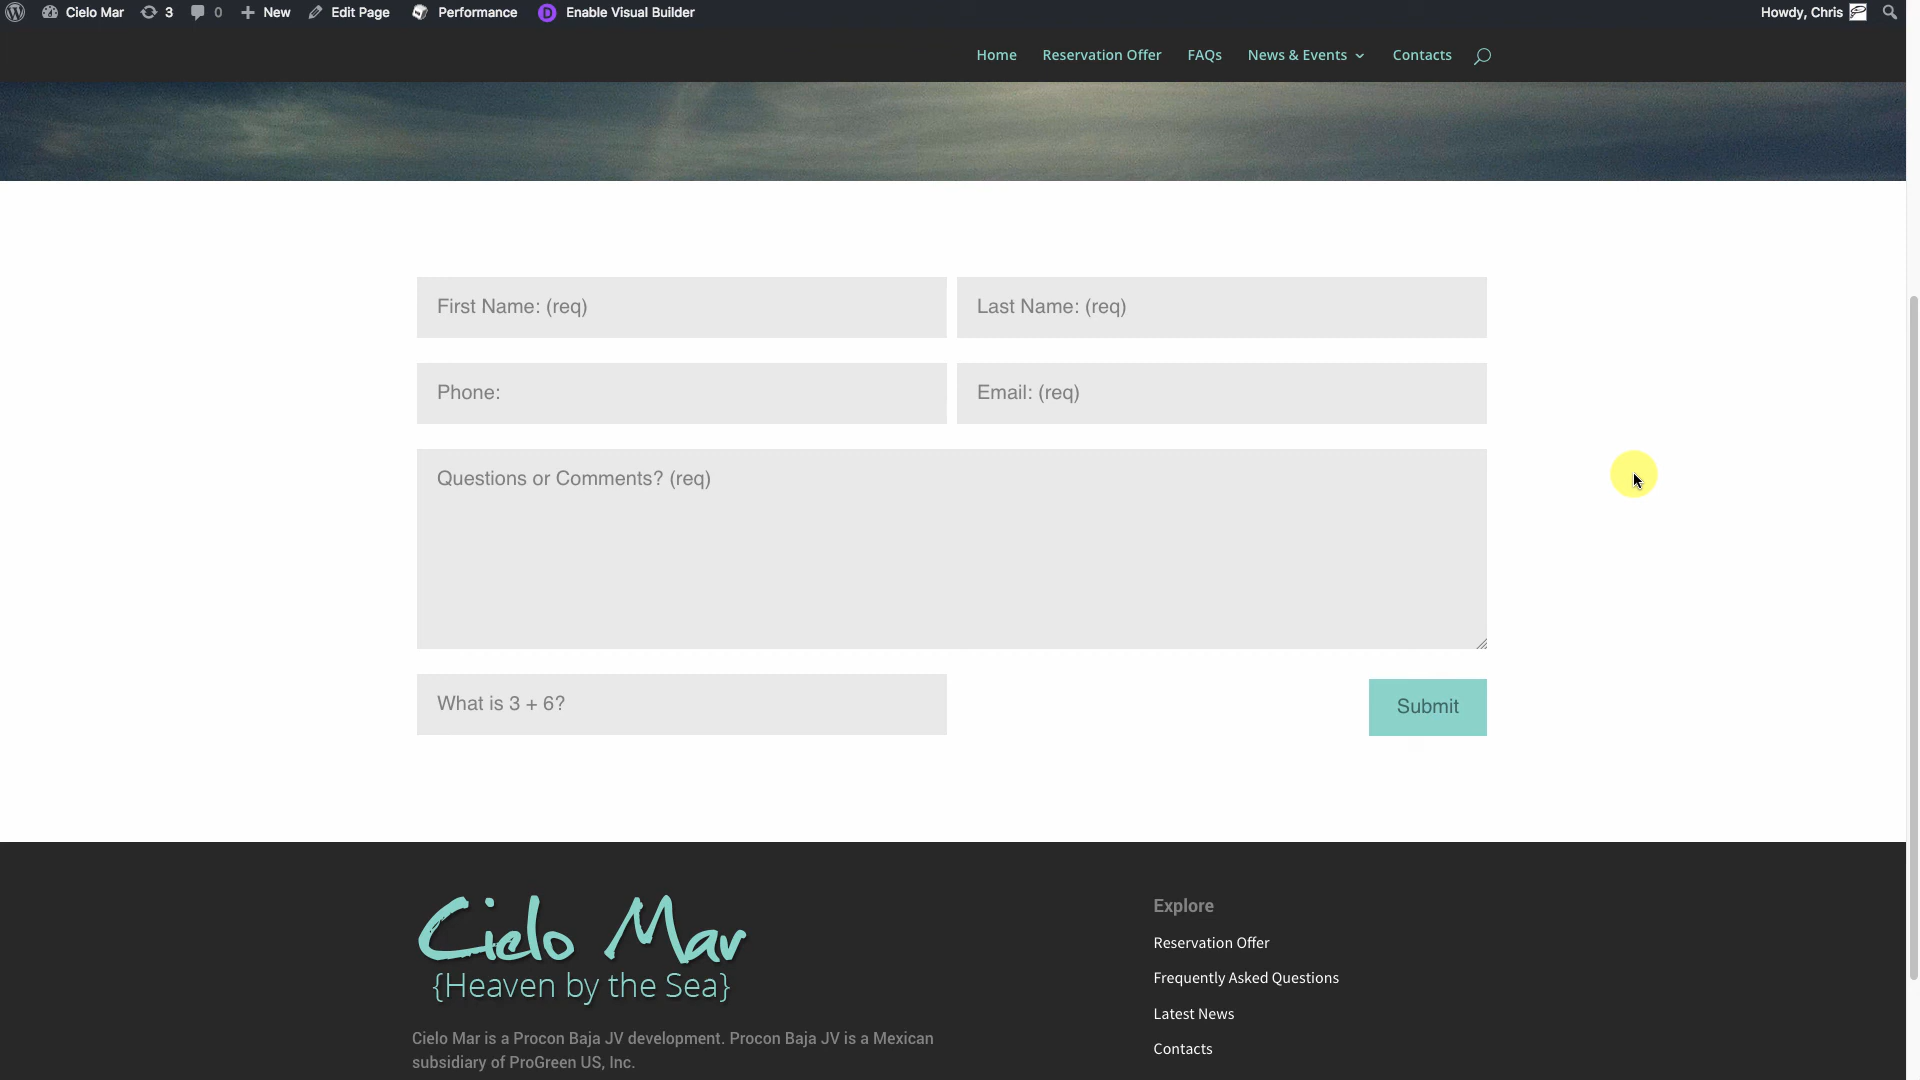 Cielo Mar 3 0 New Edit Page Performance D Enable Visual Builder Howdy, Chris
Home Reservation Offer FAQs News & Events Contacts
First Name: (req) Last Name: (req)
Phone: Email: (req)
Questions or Comments? (req)
What is 3 + 6? Submit
Cielo Mar
{Heaven by the Sea}
Cielo Mar is a Procon Baja JV development. Procon Baja JV is a Mexican
subsidiary of ProGreen US, Inc.
Explore
Reservation Offer
Frequently Asked Questions
Latest News
Contacts